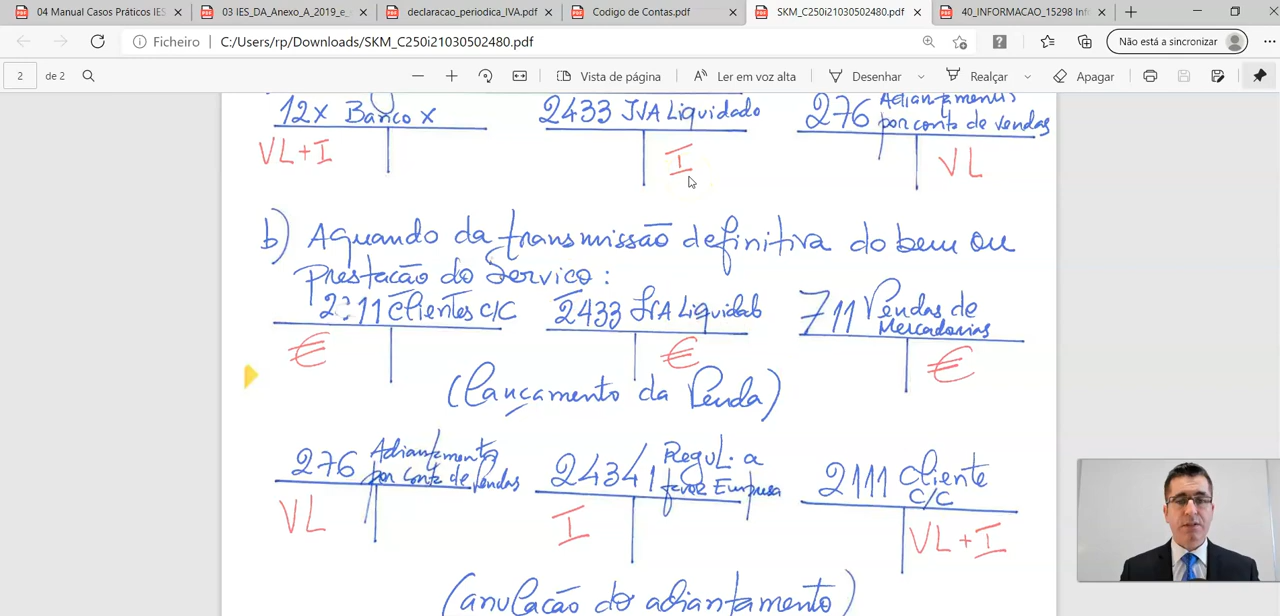 04 Manual Casos Práticos IES
03 IES_DA_Anexo_A_2019_e_
declaracao_periodica_IVA.pdf
Codigo de Contas.pdf
SKM_C250i21030502480.pdf
40_INFORMACAO_15298 Inf
Ficheiro C:/Users/rp/Downloads/SKM_C250i21030502480.pdf
Não está a sincronizar
2 de 2
Vista de página
Ler em voz alta
Desenhar
Realçar
Apagar
12x Banco x
2433 IVA Liquidado
276 Adiantamentos
por conta de vendas
VL + I
I
VL
b) Aquando da transmissão definitiva do bem ou
Prestação do Serviço:
2111 Clientes C/C
2433 IVA Liquidado
711 Vendas de
Mercadorias
€
€
€
(Lançamento da Venda)
276 Adiantamentos
por conta de Vendas
24341 Regul. a
favor Empresa
2111 Cliente
C/C
VL
I
VL + I
(anulação do adiantamento)